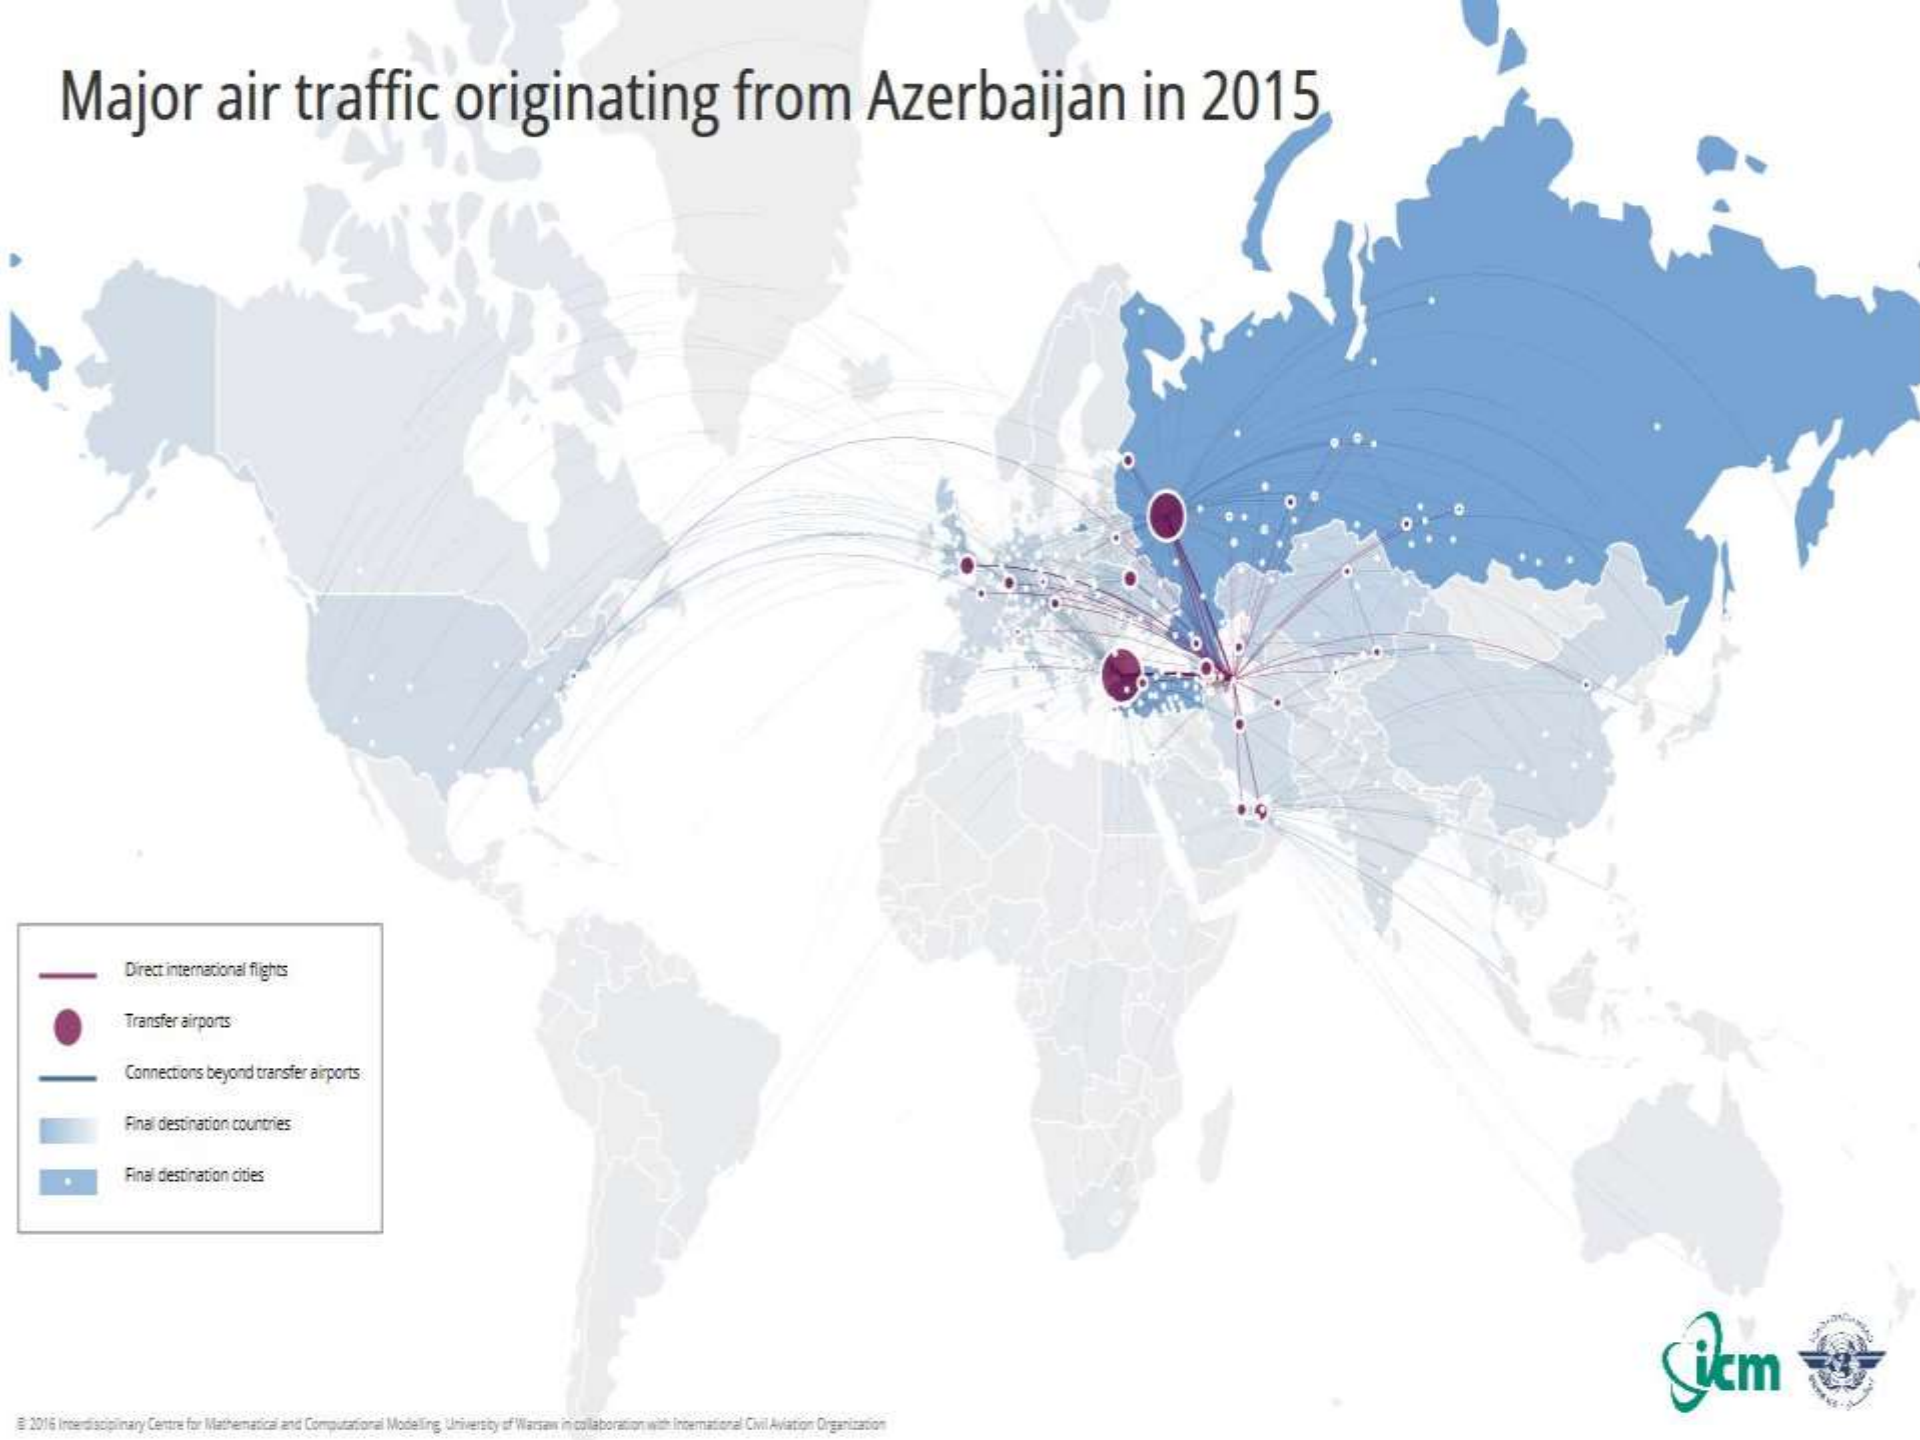 Major air traffic originating from Azerbaijan in 2015
Direct international flights
Transfer airports
Connections beyond transfer airports
Final destination countries
Final destination cities
icm
© 2016 Interdisciplinary Centre for Mathematical and Computational Modelling, University of Warsaw in collaboration with International Civil Aviation Organization